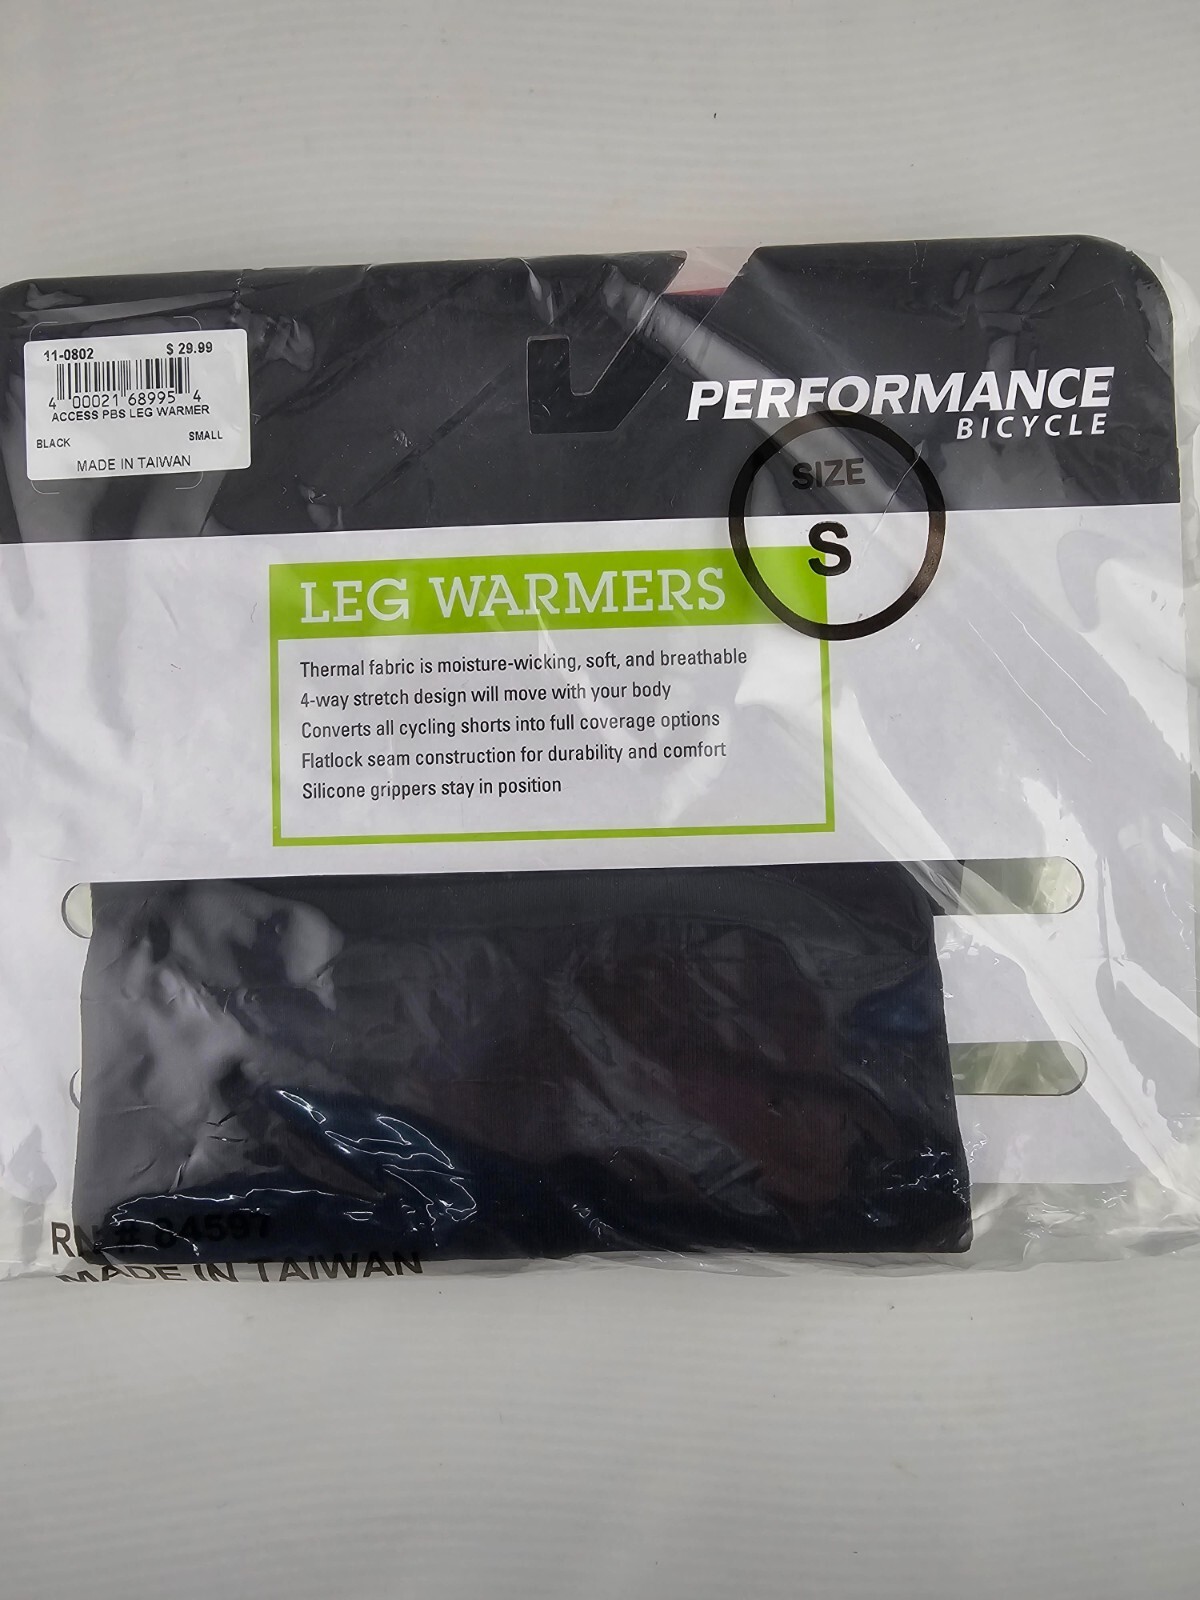 11-0802 $ 29.99
4 00021 68995 4
ACCESS PBS LEG WARMER
BLACK SMALL
MADE IN TAIWAN
PERFORMANCE
BICYCLE
SIZE
S
LEG WARMERS
Thermal fabric is moisture-wicking, soft, and breathable
4-way stretch design will move with your body
Converts all cycling shorts into full coverage options
Flatlock seam construction for durability and comfort
Silicone grippers stay in position
RN # 84597
MADE IN TAIWAN